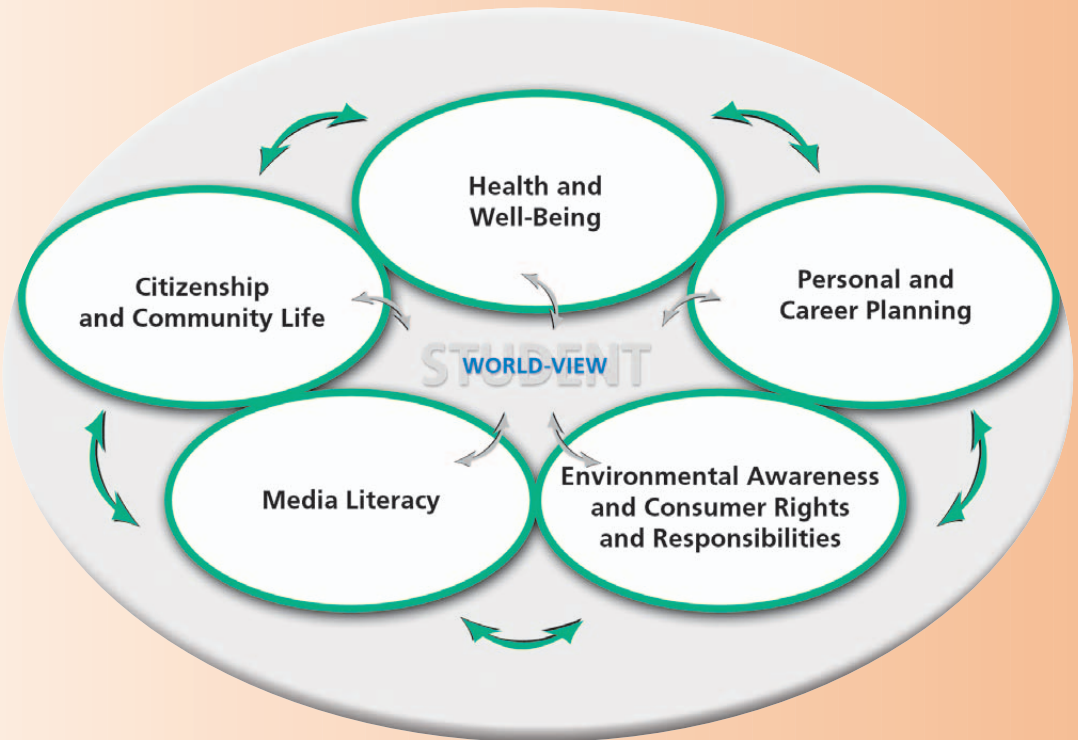 Health and
Well-Being
Citizenship
and Community Life
Personal and
Career Planning
STUDENT
WORLD-VIEW
Media Literacy
Environmental Awareness
and Consumer Rights
and Responsibilities